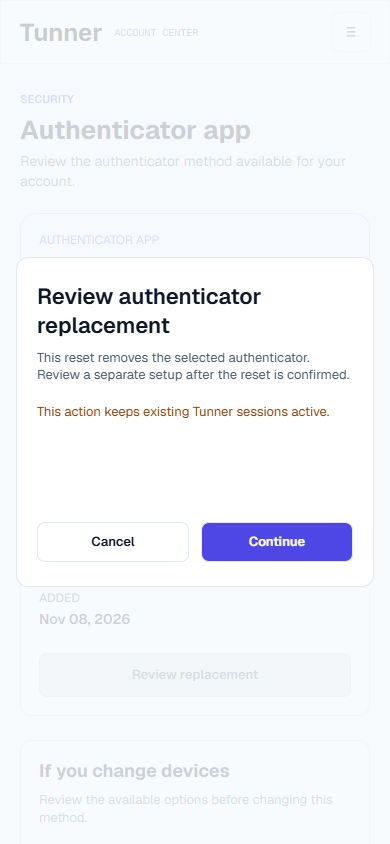 Tunner ACCOUNT CENTER
SECURITY
Authenticator app
Review the authenticator method available for your
account.
AUTHENTICATOR APP
Review authenticator
replacement
This reset removes the selected authenticator.
Review a separate setup after the reset is confirmed.
This action keeps existing Tunner sessions active.
Cancel Continue
ADDED
Nov 08, 2026
Review replacement
If you change devices
Review the available options before changing this
method.